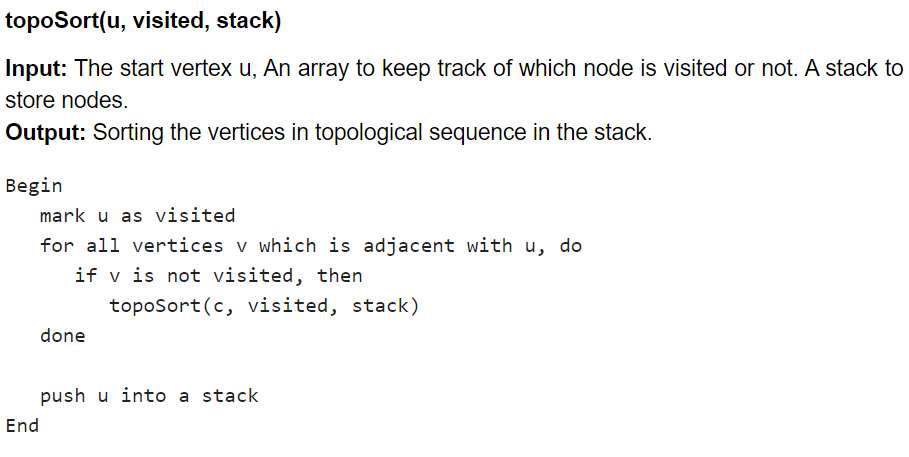 topoSort(u, visited, stack)
Input: The start vertex u, An array to keep track of which node is visited or not. A stack to
store nodes.
Output: Sorting the vertices in topological sequence in the stack.
Begin
   mark u as visited
   for all vertices v which is adjacent with u, do
      if v is not visited, then
         topoSort(c, visited, stack)
   done
   push u into a stack
End